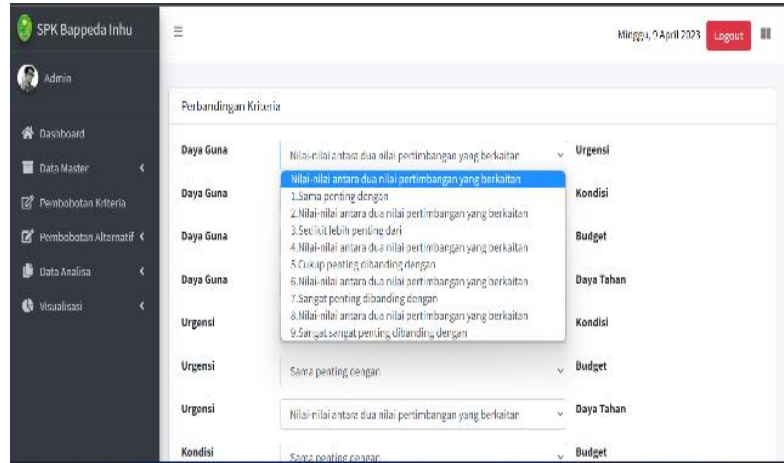 SPK Bappeda Inhu
Minggu, 9 April 2023
Logout
Admin
Perbandingan Kriteria
Dashboard
Data Master
Pembobotan Kriteria
Pembobotan Alternatif
Data Analisa
Visualisasi
Daya Guna
Nilai-nilai antara dua nilai pertimbangan yang berkaitan
Urgensi
Nilai-nilai antara dua nilai pertimbangan yang berkaitan
1.Sama penting dengan
2.Nilai-nilai antara dua nilai pertimbangan yang berkaitan
3.Sedikit lebih penting dari
4.Nilai-nilai antara dua nilai pertimbangan yang berkaitan
5.Cukup penting dibanding dengan
6.Nilai-nilai antara dua nilai pertimbangan yang berkaitan
7.Sangat penting dibanding dengan
8.Nilai-nilai antara dua nilai pertimbangan yang berkaitan
9.Sangat sangat penting dibanding dengan
Daya Guna
Kondisi
Daya Guna
Budget
Daya Guna
Daya Tahan
Urgensi
Kondisi
Urgensi
Sama penting dengan
Budget
Urgensi
Nilai-nilai antara dua nilai pertimbangan yang berkaitan
Daya Tahan
Kondisi
Sama penting dengan
Budget